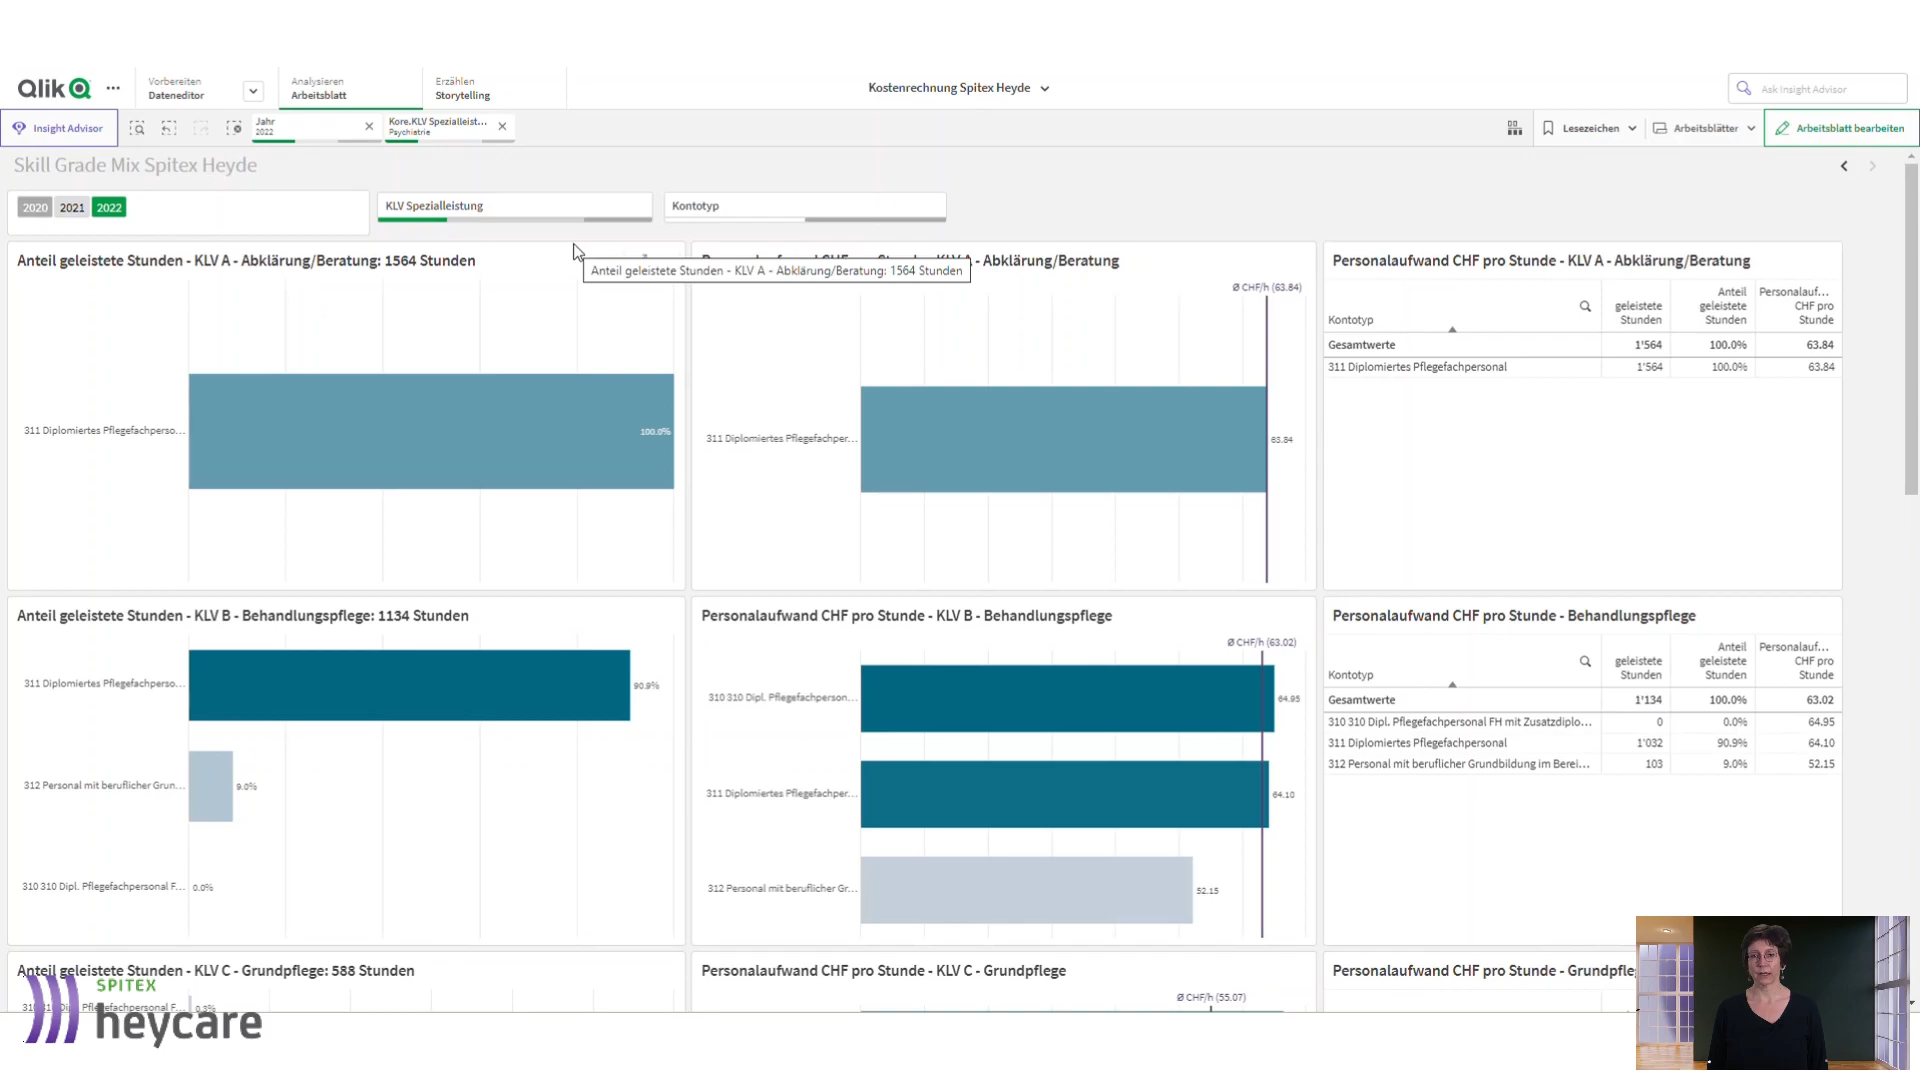 Qlik
Vorbereiten
Dateneditor
Analysieren
Arbeitsblatt
Erzählen
Storytelling
Kostenrechnung Spitex Heyde
Ask Insight Advisor
Insight Advisor
Jahr
2022
Kore.KLV Spezialleist...
Psychiatrie
Lesezeichen
Arbeitsblätter
Arbeitsblatt bearbeiten
Skill Grade Mix Spitex Heyde
2020 2021 2022
KLV Spezialleistung
Kontotyp
Anteil geleistete Stunden - KLV A - Abklärung/Beratung: 1564 Stunden
311 Diplomiertes Pflegefachperso...
100.0%
Anteil geleistete Stunden - KLV A - Abklärung/Beratung: 1564 Stunden
- Abklärung/Beratung
Ø CHF/h (63.84)
311 Diplomiertes Pflegefachper...
63.84
Personalaufwand CHF pro Stunde - KLV A - Abklärung/Beratung
Kontotyp
geleistete Stunden
Anteil geleistete Stunden
Personalauf... CHF pro Stunde
Gesamtwerte 1'564 100.0% 63.84
311 Diplomiertes Pflegefachpersonal 1'564 100.0% 63.84
Anteil geleistete Stunden - KLV B - Behandlungspflege: 1134 Stunden
311 Diplomiertes Pflegefachperso...
90.9%
312 Personal mit beruflicher Grun...
9.0%
310 310 Dipl. Pflegefachpersonal F...
0.0%
Personalaufwand CHF pro Stunde - KLV B - Behandlungspflege
Ø CHF/h (63.02)
310 310 Dipl. Pflegefachperson...
64.95
311 Diplomiertes Pflegefachper...
64.10
312 Personal mit beruflicher Gr...
52.15
Personalaufwand CHF pro Stunde - Behandlungspflege
Kontotyp
geleistete Stunden
Anteil geleistete Stunden
Personalauf... CHF pro Stunde
Gesamtwerte 1'134 100.0% 63.02
310 310 Dipl. Pflegefachpersonal FH mit Zusatzdiplo... 0 0.0% 64.95
311 Diplomiertes Pflegefachpersonal 1'032 90.9% 64.10
312 Personal mit beruflicher Grundbildung im Berei... 103 9.0% 52.15
Anteil geleistete Stunden - KLV C - Grundpflege: 588 Stunden
Pflegefachpersonal F...
0.3%
Personalaufwand CHF pro Stunde - KLV C - Grundpflege
Ø CHF/h (55.07)
Personalaufwand CHF pro Stunde - Grundpfle
SPITEX
heycare